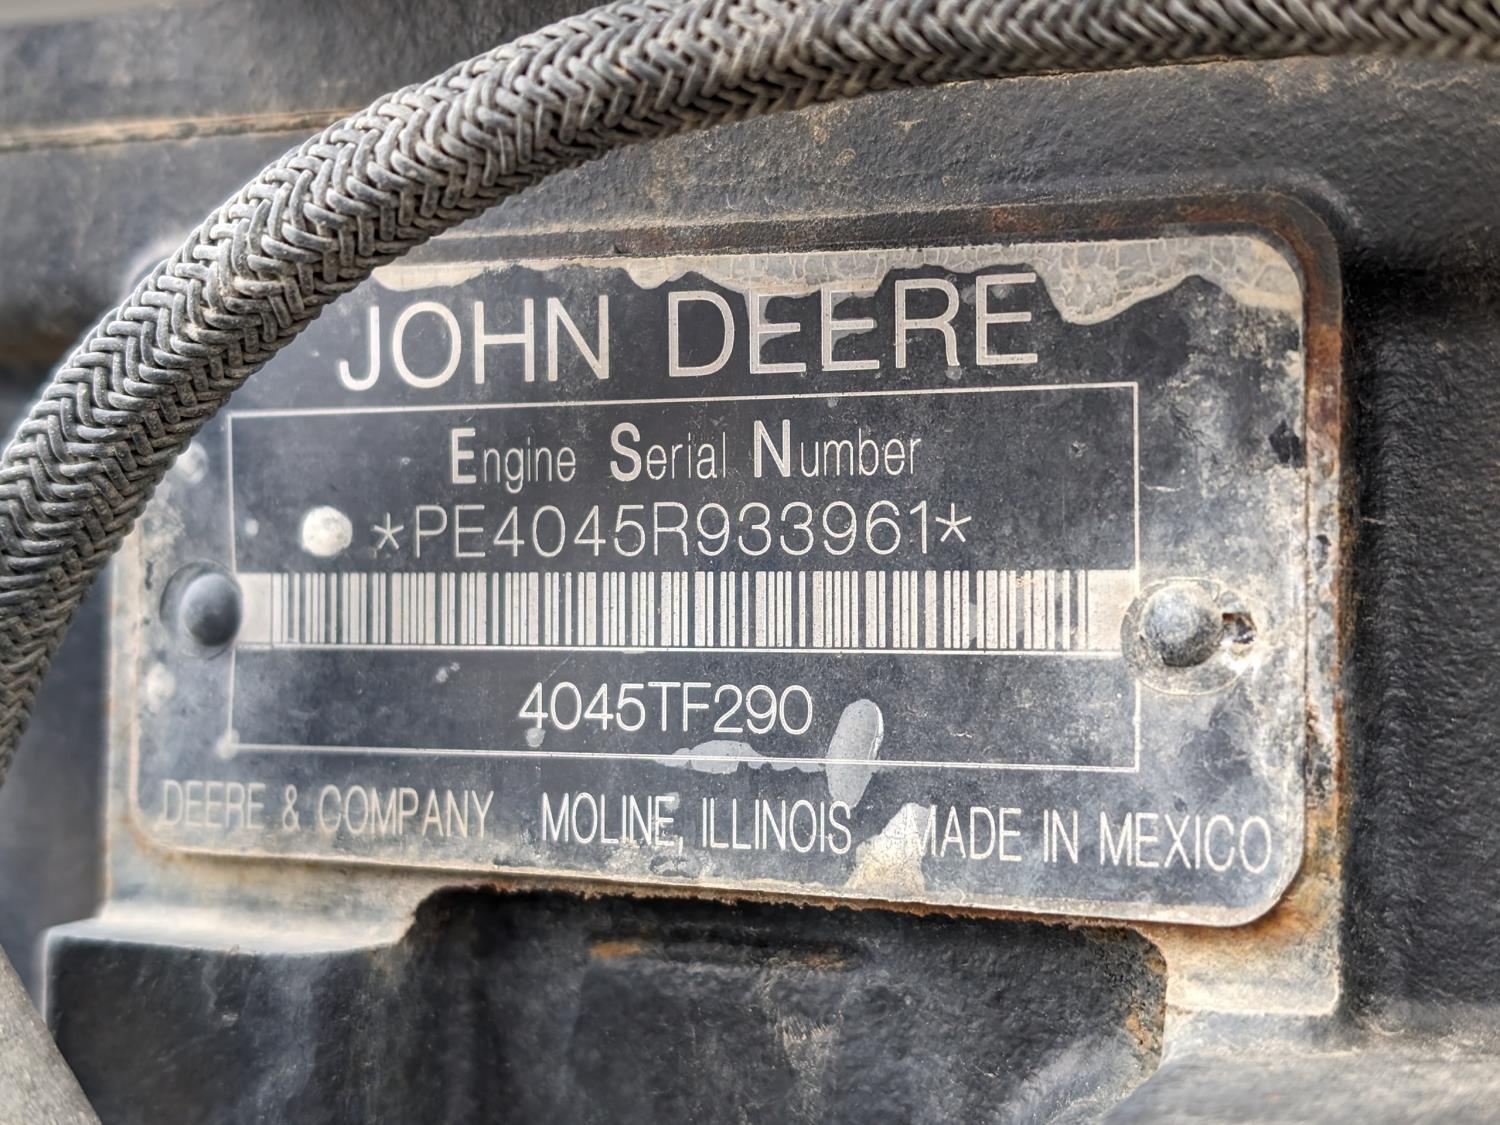 JOHN DEERE
Engine Serial Number
*PE4045R933961*
4045TF290
DEERE & COMPANY MOLINE, ILLINOIS MADE IN MEXICO